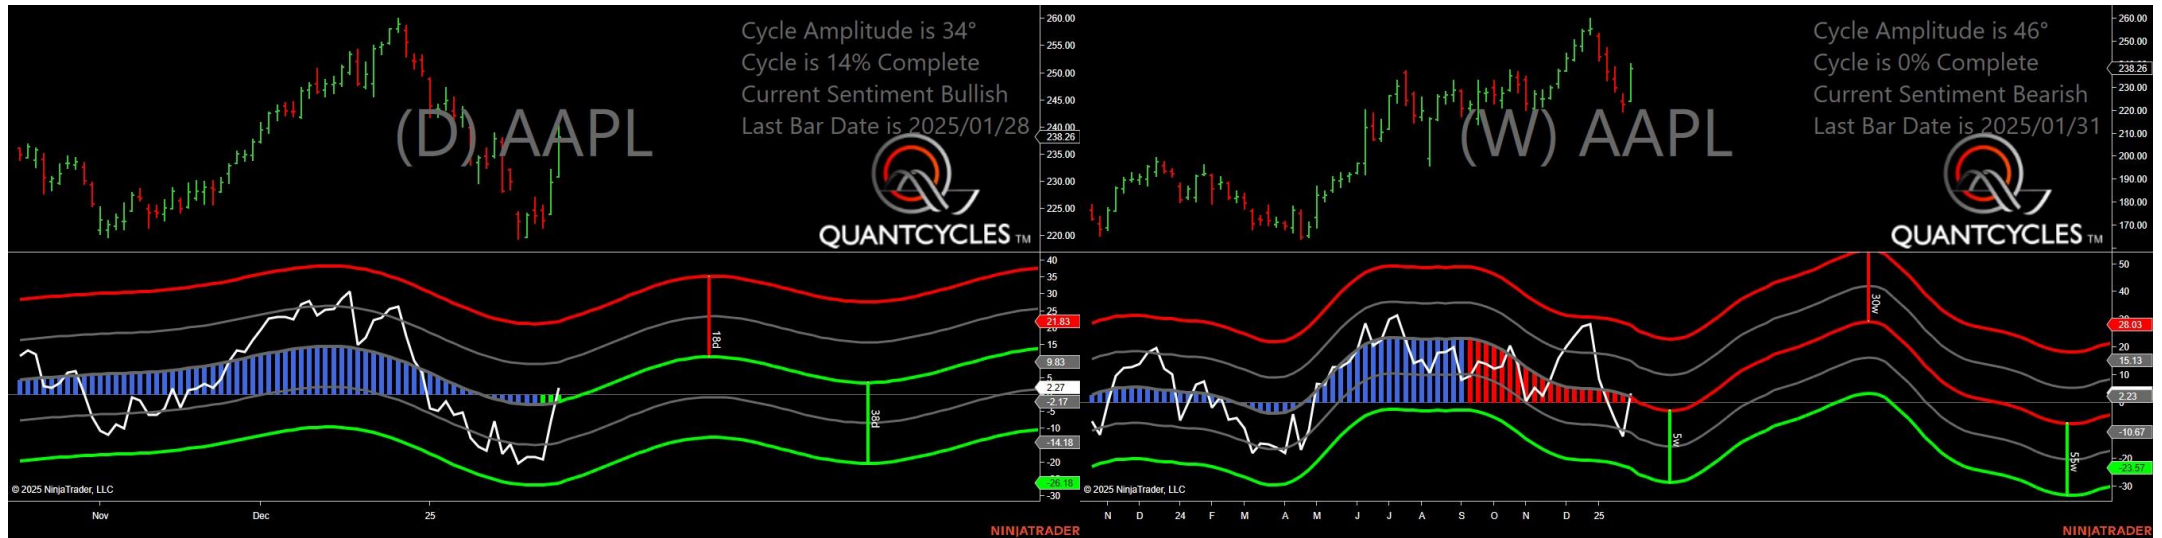 Cycle Amplitude is 34°
Cycle is 14% Complete
Current Sentiment Bullish
Last Bar Date is 2025/01/28
(D) AAPL
QUANTCYCLES TM
260.00
255.00
250.00
245.00
240.00
238.26
235.00
230.00
225.00
220.00
40
35
30
25
21.83
15
9.83
5
2.27
-2.17
-5
-10
-14.18
-20
-26.18
-30
18d
38d
© 2025 NinjaTrader, LLC
Nov
Dec
25
NINJATRADER
Cycle Amplitude is 46°
Cycle is 0% Complete
Current Sentiment Bearish
Last Bar Date is 2025/01/31
(W) AAPL
QUANTCYCLES TM
260.00
250.00
238.26
230.00
220.00
210.00
200.00
190.00
180.00
170.00
50
40
28.03
20
15.13
10
2.23
-10.67
-20
-23.57
-30
30w
5w
55w
© 2025 NinjaTrader, LLC
N D 24 F M A M J J A S O N D 25
NINJATRADER